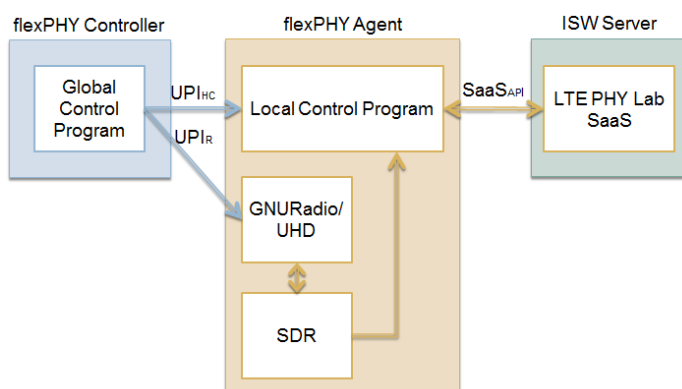 flexPHY Controller
flexPHY Agent
ISW Server
Global
Control
Program
UPIHC
UPIR
Local Control Program
SaaSAPI
LTE PHY Lab
SaaS
GNURadio/
UHD
SDR